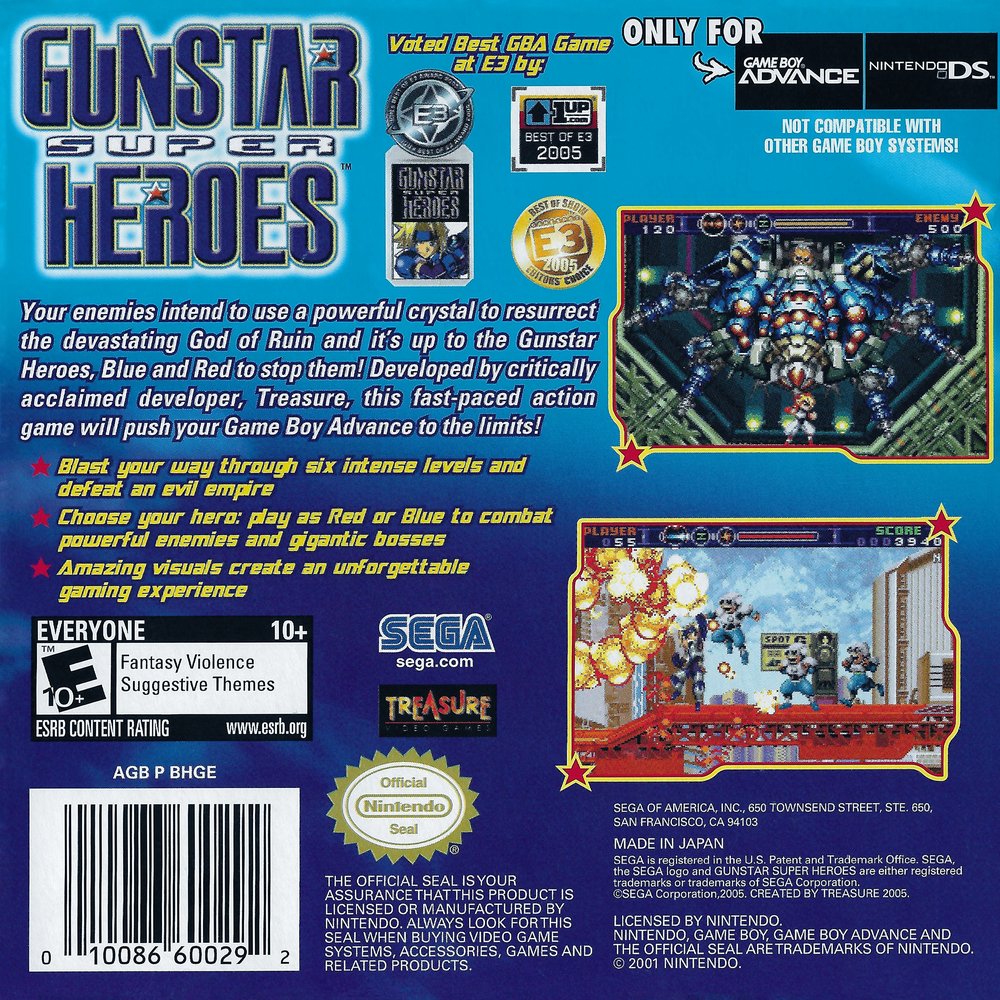 GUNSTAR
SUPER
HEROES™
Voted Best GBA Game
at E3 by:
E3
GUNSTAR
SUPER
HEROES
1UP
.com
BEST OF E3
2005
BEST OF SHOW
E3
2005
EDITORS' CHOICE
ONLY FOR
GAME BOY
ADVANCE
NINTENDO DS™
NOT COMPATIBLE WITH
OTHER GAME BOY SYSTEMS!
PLAYER
120
ENEMY
500
Your enemies intend to use a powerful crystal to resurrect
the devastating God of Ruin and it's up to the Gunstar
Heroes, Blue and Red to stop them! Developed by critically
acclaimed developer, Treasure, this fast-paced action
game will push your Game Boy Advance to the limits!
Blast your way through six intense levels and
defeat an evil empire
Choose your hero: play as Red or Blue to combat
powerful enemies and gigantic bosses
Amazing visuals create an unforgettable
gaming experience
PLAYER
055
SCORE
0003940
SPOT
EVERYONE 10+
™
E
10+
Fantasy Violence
Suggestive Themes
ESRB CONTENT RATING www.esrb.org
SEGA®
sega.com
TREASURE
VIDEO GAMES
AGB P BHGE
0 10086 60029 2
Official
Nintendo
Seal
®
THE OFFICIAL SEAL IS YOUR
ASSURANCE THAT THIS PRODUCT IS
LICENSED OR MANUFACTURED BY
NINTENDO. ALWAYS LOOK FOR THIS
SEAL WHEN BUYING VIDEO GAME
SYSTEMS, ACCESSORIES, GAMES AND
RELATED PRODUCTS.
SEGA OF AMERICA, INC., 650 TOWNSEND STREET, STE. 650,
SAN FRANCISCO, CA 94103
MADE IN JAPAN
SEGA is registered in the U.S. Patent and Trademark Office. SEGA,
the SEGA logo and GUNSTAR SUPER HEROES are either registered
trademarks or trademarks of SEGA Corporation.
©SEGA Corporation,2005. CREATED BY TREASURE 2005.
LICENSED BY NINTENDO.
NINTENDO, GAME BOY, GAME BOY ADVANCE AND
THE OFFICIAL SEAL ARE TRADEMARKS OF NINTENDO.
© 2001 NINTENDO.